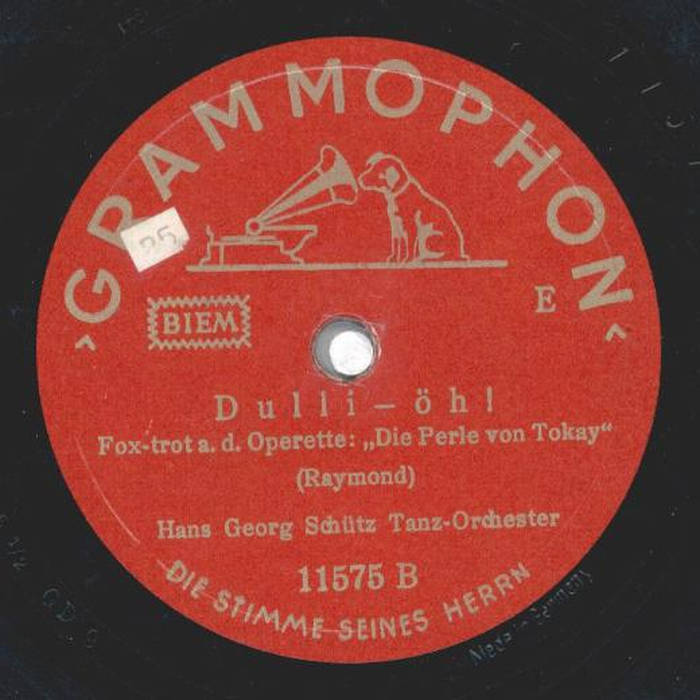 GRAMMOPHON
25
BIEM
E
Dulli-öh!
Fox-trot a. d. Operette: „Die Perle von Tokay“
(Raymond)
Hans Georg Schütz Tanz-Orchester
11575 B
DIE STIMME SEINES HERRN
Made in Germany